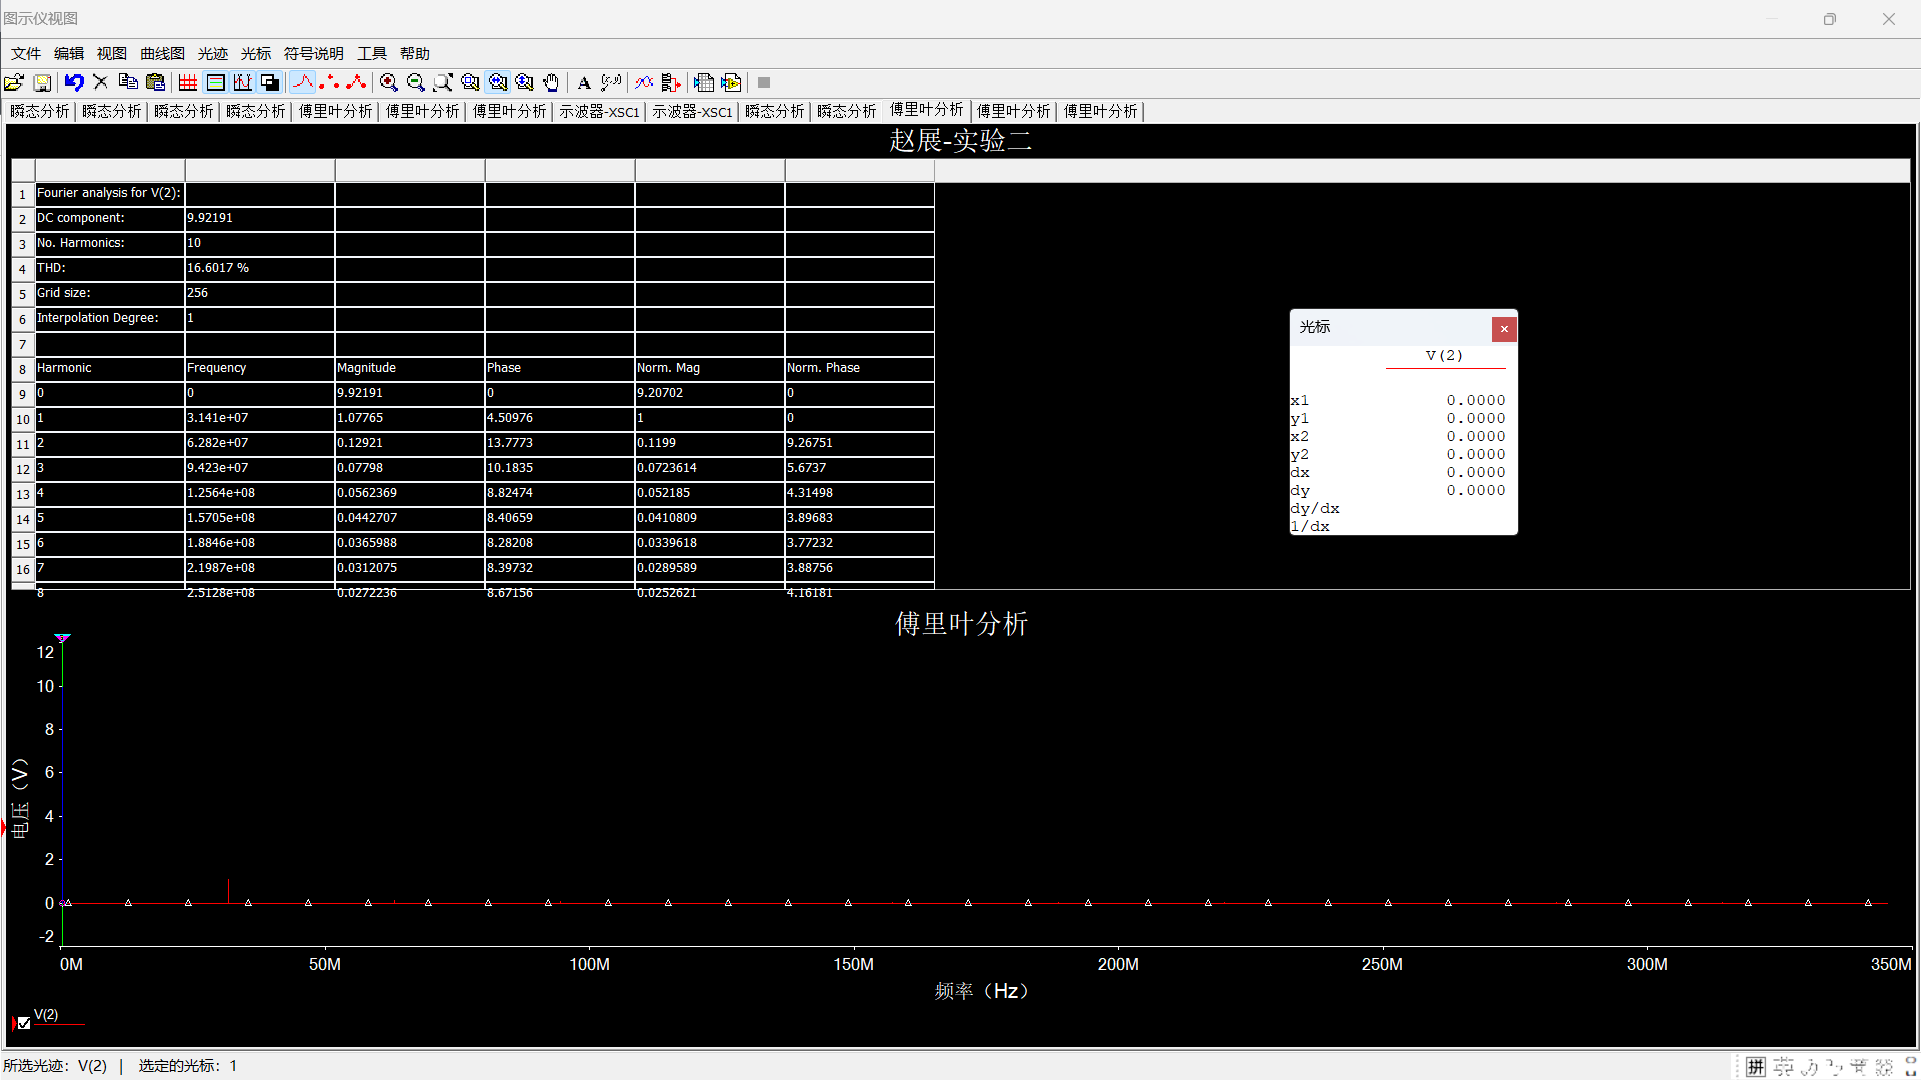 图示仪视图
文件 编辑 视图 曲线图 光迹 光标 符号说明 工具 帮助
瞬态分析 瞬态分析 瞬态分析 瞬态分析 傅里叶分析 傅里叶分析 傅里叶分析 示波器-XSC1 示波器-XSC1 瞬态分析 瞬态分析 傅里叶分析 傅里叶分析 傅里叶分析
赵展-实验二
1 Fourier analysis for V(2):
2 DC component: 9.92191
3 No. Harmonics: 10
4 THD: 16.6017 %
5 Grid size: 256
6 Interpolation Degree: 1
7
8 Harmonic Frequency Magnitude Phase Norm. Mag Norm. Phase
9 0 0 9.92191 0 9.20702 0
10 1 3.141e+07 1.07765 4.50976 1 0
11 2 6.282e+07 0.12921 13.7773 0.1199 9.26751
12 3 9.423e+07 0.07798 10.1835 0.0723614 5.6737
13 4 1.2564e+08 0.0562369 8.82474 0.052185 4.31498
14 5 1.5705e+08 0.0442707 8.40659 0.0410809 3.89683
15 6 1.8846e+08 0.0365988 8.28208 0.0339618 3.77232
16 7 2.1987e+08 0.0312075 8.39732 0.0289589 3.88756
8 2.5128e+08 0.0272236 8.67156 0.0252621 4.16181
光标
V(2)
x1 0.0000
y1 0.0000
x2 0.0000
y2 0.0000
dx 0.0000
dy 0.0000
dy/dx
1/dx
傅里叶分析
12
10
8
6
4
2
0
-2
电压（V）
0M 50M 100M 150M 200M 250M 300M 350M
频率（Hz）
V(2)
所选光迹: V(2) | 选定的光标: 1
拼 英